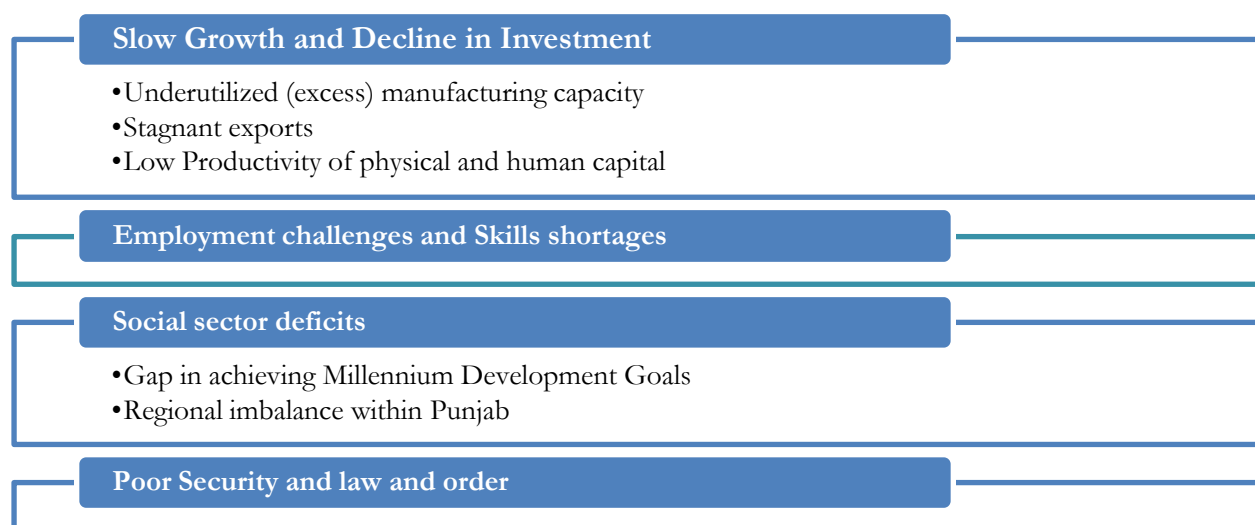 Slow Growth and Decline in Investment
•Underutilized (excess) manufacturing capacity
•Stagnant exports
•Low Productivity of physical and human capital
Employment challenges and Skills shortages
Social sector deficits
•Gap in achieving Millennium Development Goals
•Regional imbalance within Punjab
Poor Security and law and order